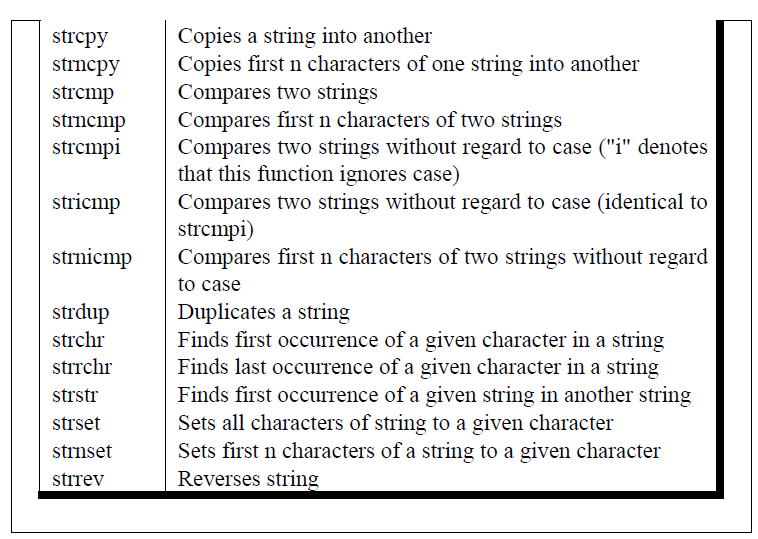 strcpy Copies a string into another
strncpy Copies first n characters of one string into another
strcmp Compares two strings
strncmp Compares first n characters of two strings
strcmpi Compares two strings without regard to case ("i" denotes
that this function ignores case)
stricmp Compares two strings without regard to case (identical to
strcmpi)
strnicmp Compares first n characters of two strings without regard
to case
strdup Duplicates a string
strchr Finds first occurrence of a given character in a string
strrchr Finds last occurrence of a given character in a string
strstr Finds first occurrence of a given string in another string
strset Sets all characters of string to a given character
strnset Sets first n characters of a string to a given character
strrev Reverses string